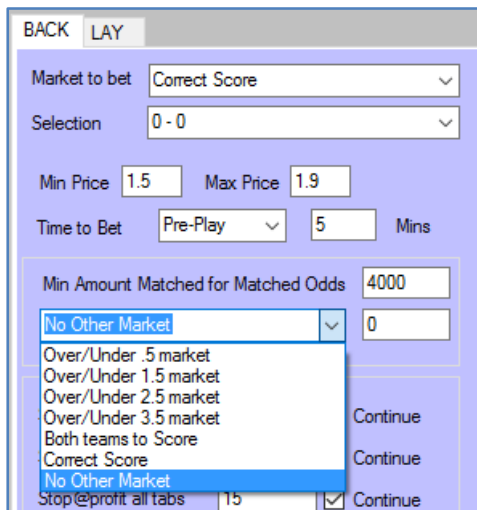 BACK LAY
Market to bet Correct Score
Selection 0 - 0
Min Price 1.5 Max Price 1.9
Time to Bet Pre-Play 5 Mins
Min Amount Matched for Matched Odds 4000
No Other Market 0
Over/Under .5 market
Over/Under 1.5 market
Over/Under 2.5 market
Over/Under 3.5 market Continue
Both teams to Score
Correct Score Continue
No Other Market
Stop@profit all tabs 15 Continue